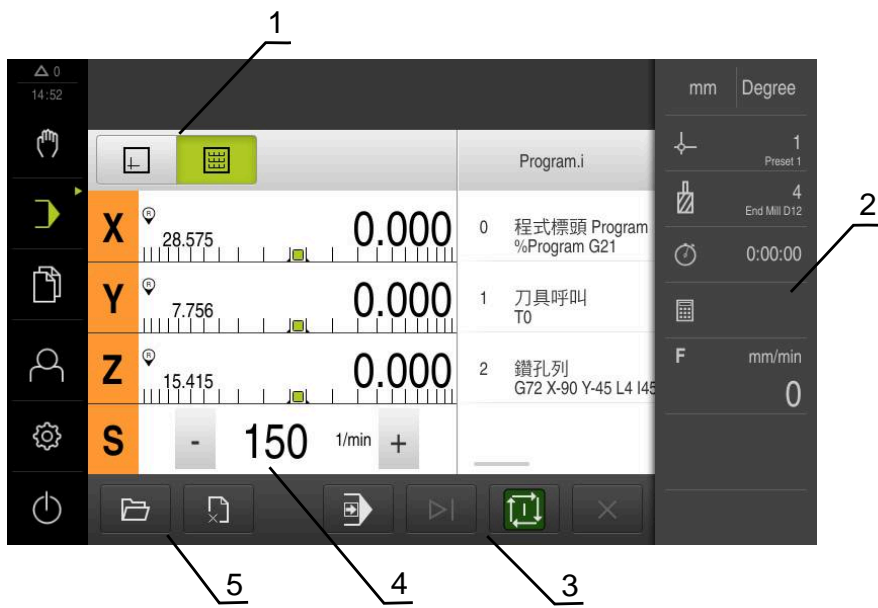 1
0
14:52
mm Degree
Program.i
1
Preset 1
4
End Mill D12
2
0:00:00
X R 28.575 0.000
0 程式標頭 Program
%Program G21
Y R 7.756 0.000
1 刀具呼叫
T0
Z R 15.415 0.000
2 鑽孔列
G72 X-90 Y-45 L4 I45
F mm/min
0
S - 150 1/min +
5
4
3